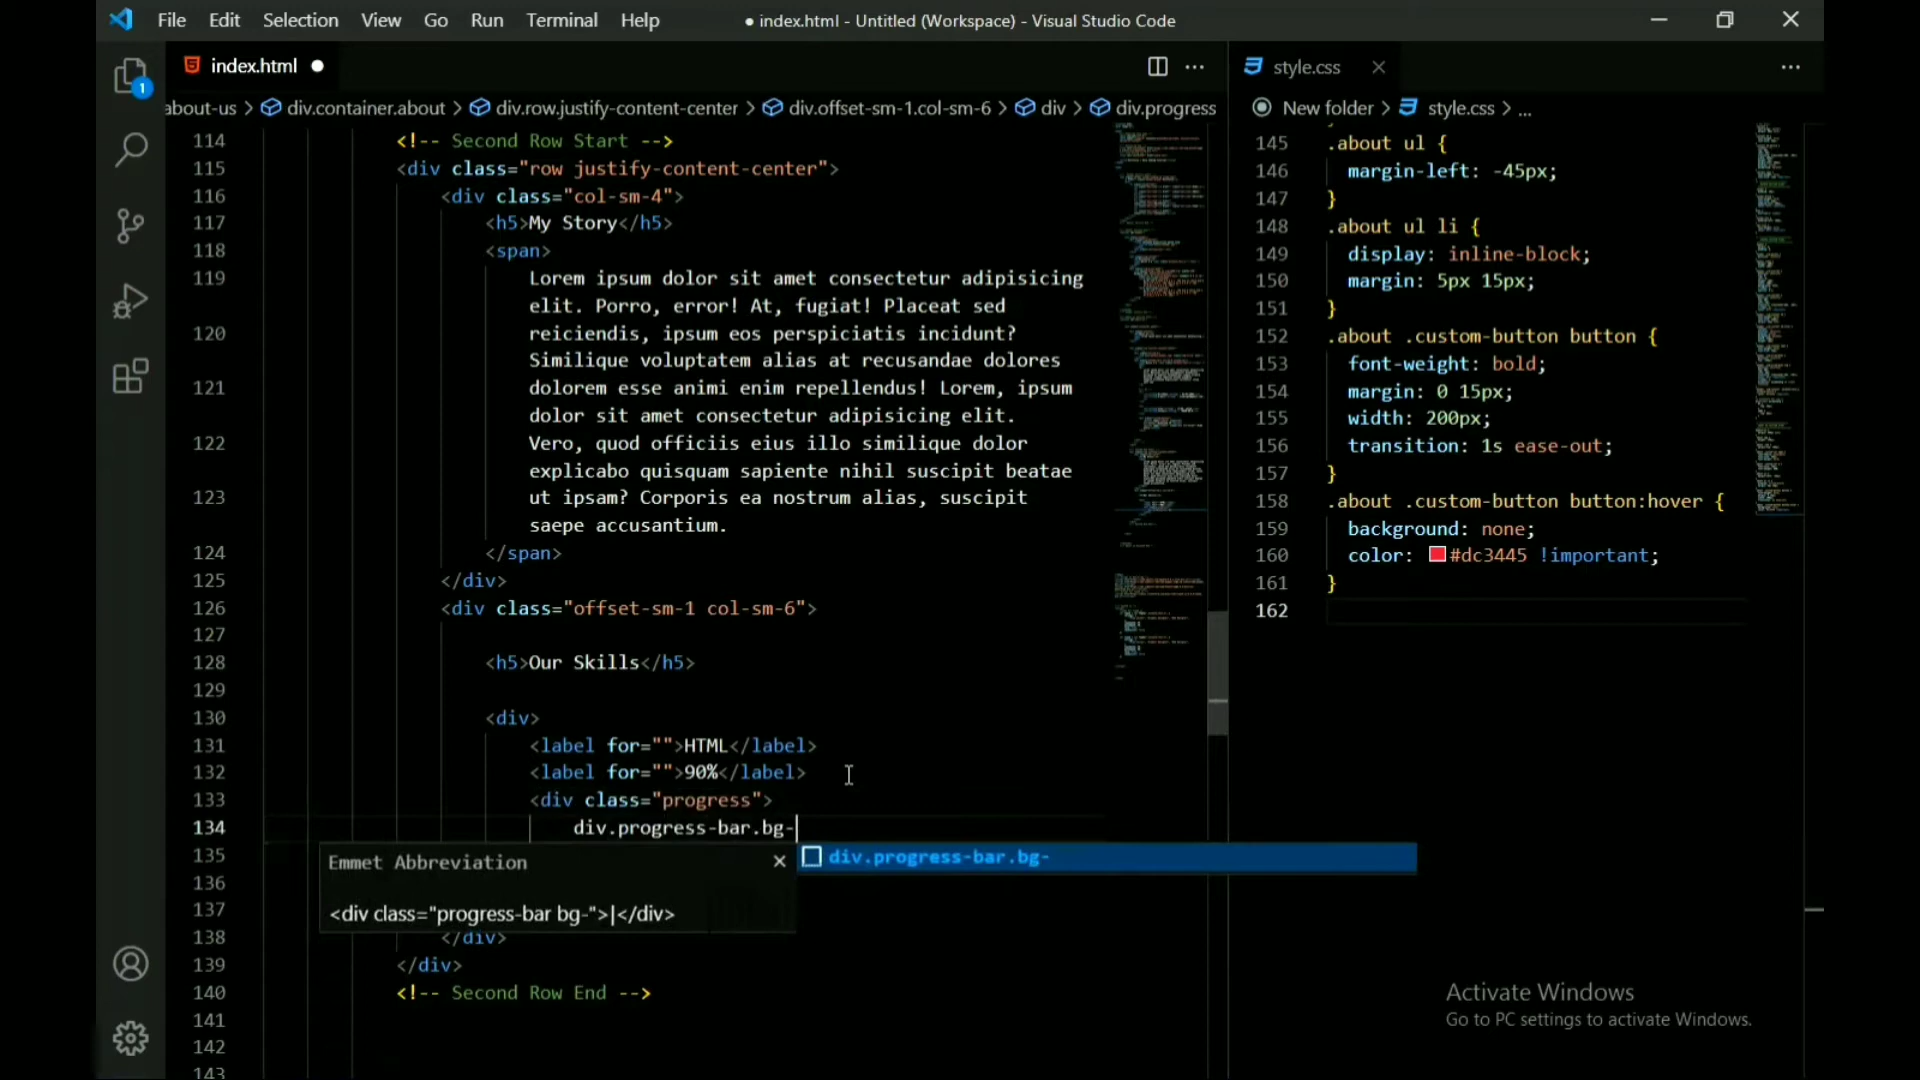 File Edit Selection View Go Run Terminal Help ● index.html - Untitled (Workspace) - Visual Studio Code
index.html ●
style.css
about-us > div.container.about > div.row.justify-content-center > div.offset-sm-1.col-sm-6 > div > div.progress
New folder > style.css > ...
1
114 <!-- Second Row Start -->
115 <div class="row justify-content-center">
116 <div class="col-sm-4">
117 <h5>My Story</h5>
118 <span>
119 Lorem ipsum dolor sit amet consectetur adipisicing
elit. Porro, error! At, fugiat! Placeat sed
120 reiciendis, ipsum eos perspiciatis incidunt?
Similique voluptatem alias at recusandae dolores
121 dolorem esse animi enim repellendus! Lorem, ipsum
dolor sit amet consectetur adipisicing elit.
122 Vero, quod officiis eius illo similique dolor
explicabo quisquam sapiente nihil suscipit beatae
123 ut ipsam? Corporis ea nostrum alias, suscipit
saepe accusantium.
124 </span>
125 </div>
126 <div class="offset-sm-1 col-sm-6">
127
128 <h5>Our Skills</h5>
129
130 <div>
131 <label for="">HTML</label>
132 <label for="">90%</label>
133 <div class="progress">
134 div.progress-bar.bg-
135
136
137
138 </div>
139 </div>
140 <!-- Second Row End -->
141
142
143
Emmet Abbreviation
<div class="progress-bar bg-">|</div>
div.progress-bar.bg-
145 .about ul {
146 margin-left: -45px;
147 }
148 .about ul li {
149 display: inline-block;
150 margin: 5px 15px;
151 }
152 .about .custom-button button {
153 font-weight: bold;
154 margin: 0 15px;
155 width: 200px;
156 transition: 1s ease-out;
157 }
158 .about .custom-button button:hover {
159 background: none;
160 color: #dc3445 !important;
161 }
162
Activate Windows
Go to PC settings to activate Windows.